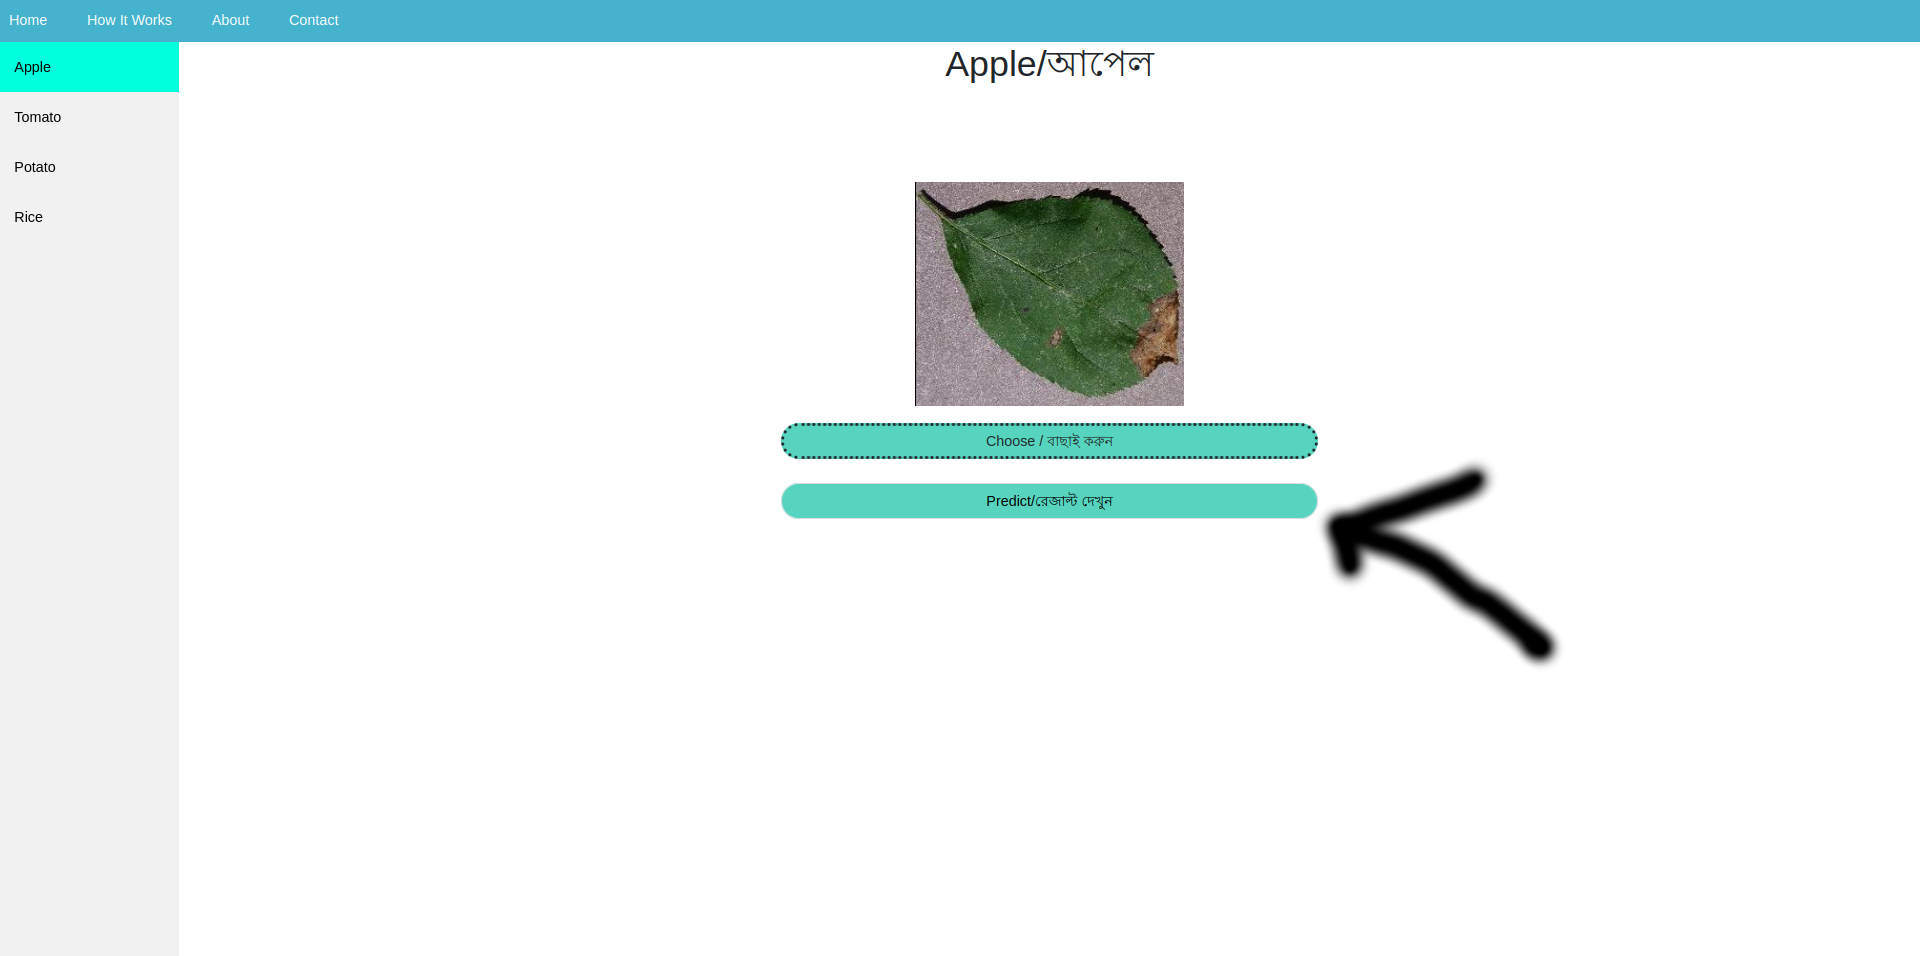 Home How It Works About Contact
Apple
Tomato
Potato
Rice
Apple/আপেল
Choose / বাছাই করুন
Predict/রেজাল্ট দেখুন